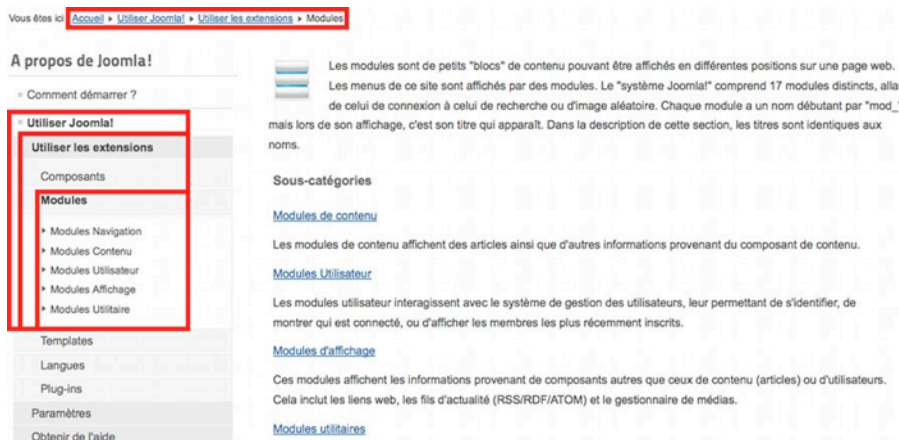 Vous êtes ici Accueil ▸ Utiliser Joomla! ▸ Utiliser les extensions ▸ Modules
A propos de Joomla!
Comment démarrer ?
Utiliser Joomla!
Utiliser les extensions
Composants
Modules
Modules Navigation
Modules Contenu
Modules Utilisateur
Modules Affichage
Modules Utilitaire
Templates
Langues
Plug-ins
Paramètres
Obtenir de l'aide
Les modules sont de petits "blocs" de contenu pouvant être affichés en différentes positions sur une page web.
Les menus de ce site sont affichés par des modules. Le "système Joomla!" comprend 17 modules distincts, alla
de celui de connexion à celui de recherche ou d'image aléatoire. Chaque module a un nom débutant par "mod_"
mais lors de son affichage, c'est son titre qui apparaît. Dans la description de cette section, les titres sont identiques aux
noms.
Sous-catégories
Modules de contenu
Les modules de contenu affichent des articles ainsi que d'autres informations provenant du composant de contenu.
Modules Utilisateur
Les modules utilisateur interagissent avec le système de gestion des utilisateurs, leur permettant de s'identifier, de
montrer qui est connecté, ou d'afficher les membres les plus récemment inscrits.
Modules d'affichage
Ces modules affichent les informations provenant de composants autres que ceux de contenu (articles) ou d'utilisateurs.
Cela inclut les liens web, les fils d'actualité (RSS/RDF/ATOM) et le gestionnaire de médias.
Modules utilitaires